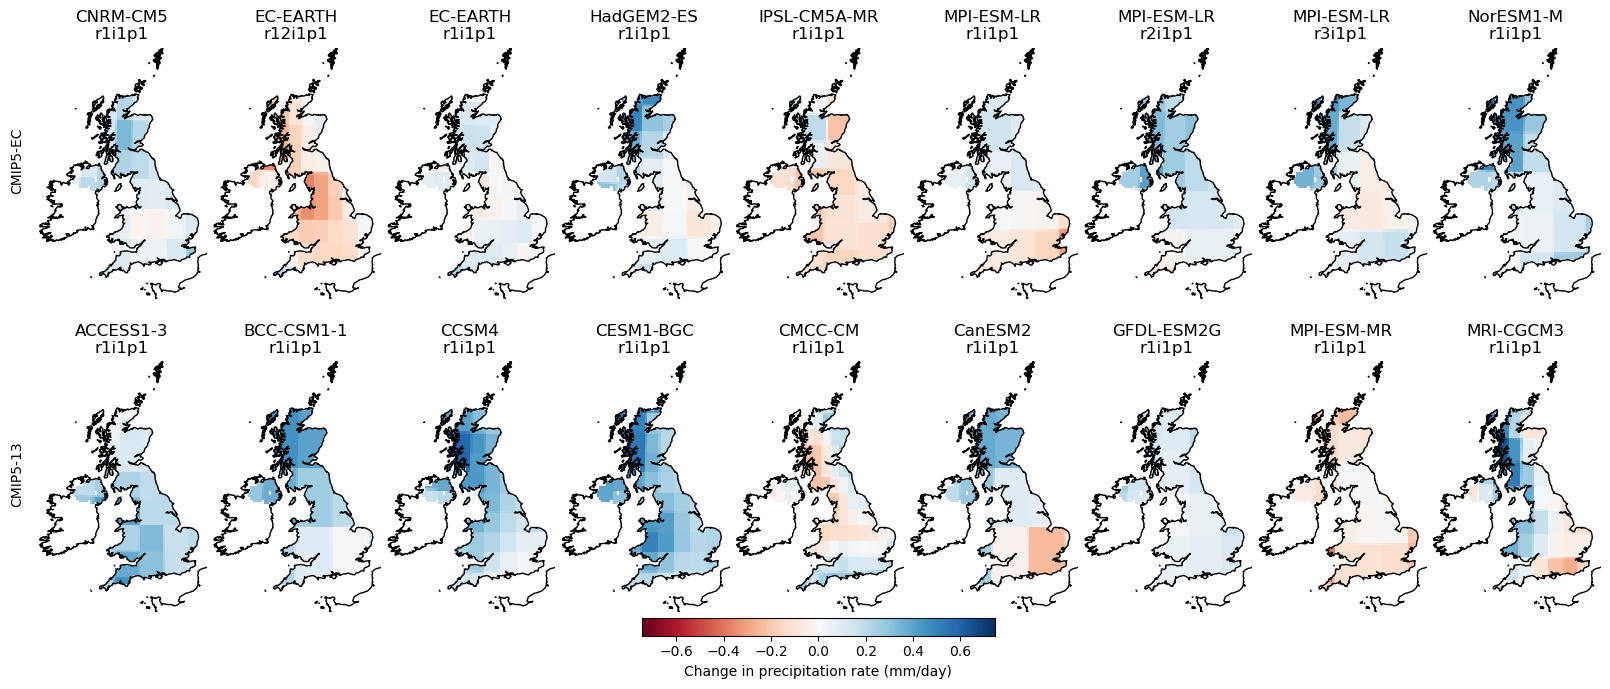 CNRM-CM5 EC-EARTH EC-EARTH HadGEM2-ES IPSL-CM5A-MR MPI-ESM-LR MPI-ESM-LR MPI-ESM-LR NorESM1-M
r1i1p1 r12i1p1 r1i1p1 r1i1p1 r1i1p1 r1i1p1 r2i1p1 r3i1p1 r1i1p1
CMIP5-EC
ACCESS1-3 BCC-CSM1-1 CCSM4 CESM1-BGC CMCC-CM CanESM2 GFDL-ESM2G MPI-ESM-MR MRI-CGCM3
r1i1p1 r1i1p1 r1i1p1 r1i1p1 r1i1p1 r1i1p1 r1i1p1 r1i1p1 r1i1p1
CMIP5-13
−0.6 −0.4 −0.2 0.0 0.2 0.4 0.6
Change in precipitation rate (mm/day)